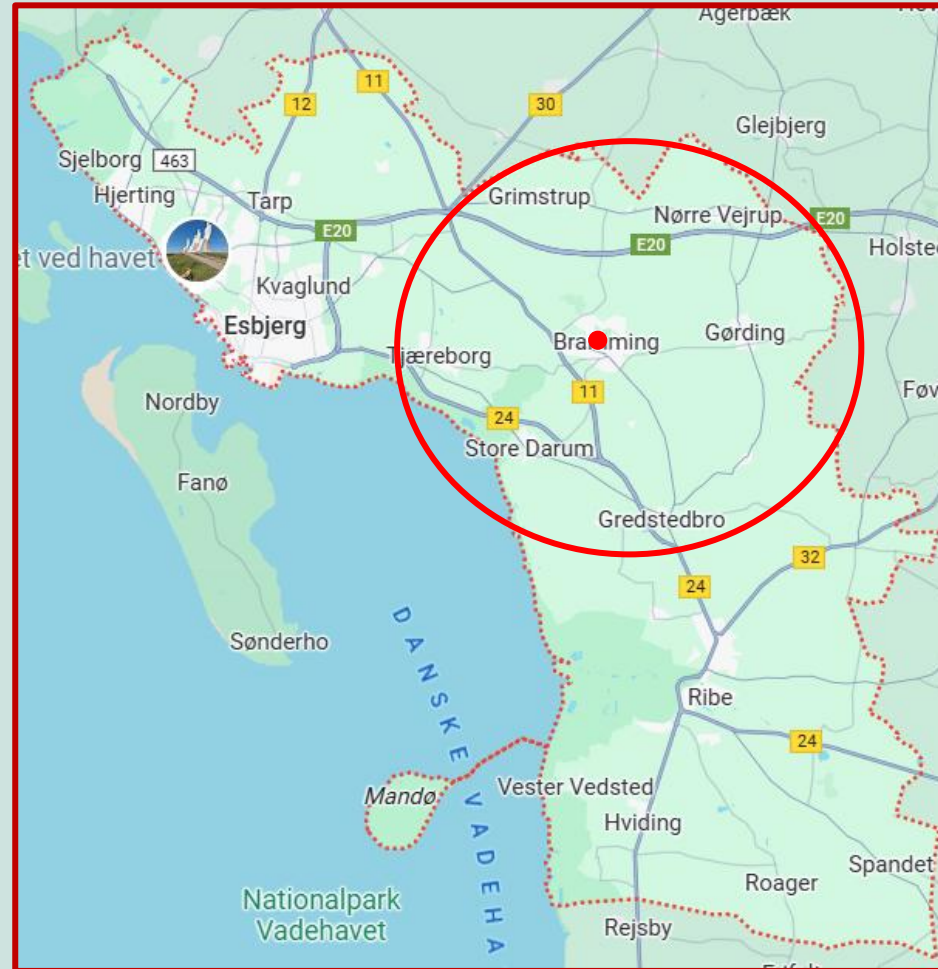 Agerbæk
11
12
30
Glejbjerg
Sjelborg
463
Hjerting
Tarp
Grimstrup
Nørre Vejrup
E20
E20
E20
Holsted
et ved havet
Kvaglund
Esbjerg
Tjæreborg
Bramming
Gørding
11
Føv
24
Nordby
Store Darum
Fanø
Gredstedbro
32
24
Sønderho
Ribe
DANSKE VADEHA
24
Mandø
Vester Vedsted
Hviding
Spandet
Roager
Nationalpark
Vadehavet
Rejsby